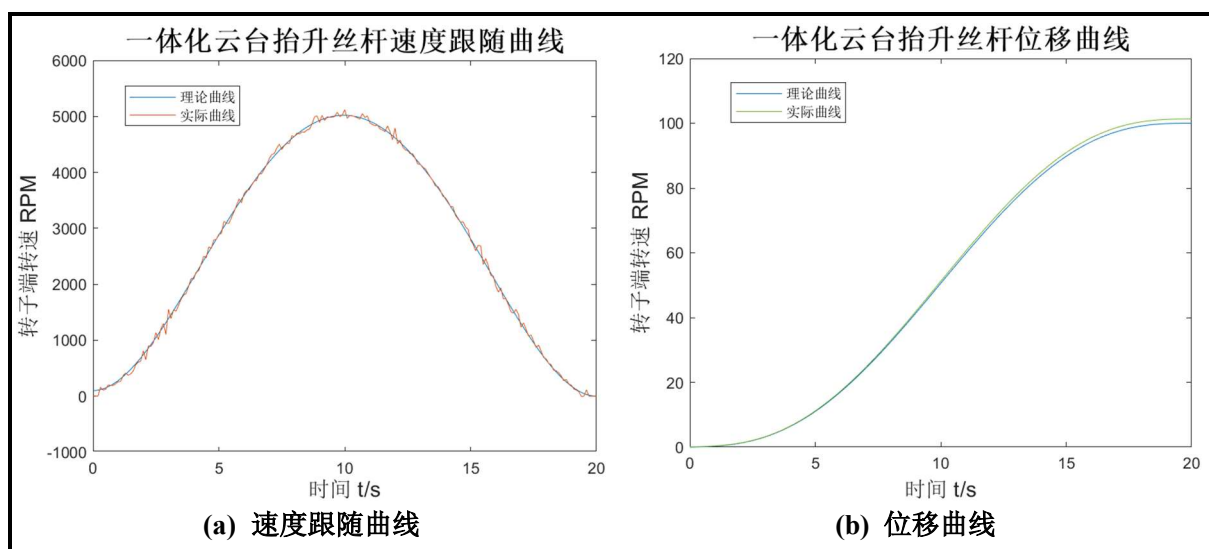 一体化云台抬升丝杆速度跟随曲线
6000
5000
4000
3000
2000
1000
0
-1000
理论曲线
实际曲线
转子端转速 RPM
0 5 10 15 20
时间 t/s
(a) 速度跟随曲线
一体化云台抬升丝杆位移曲线
120
100
80
60
40
20
0
理论曲线
实际曲线
转子端转速 RPM
0 5 10 15 20
时间 t/s
(b) 位移曲线